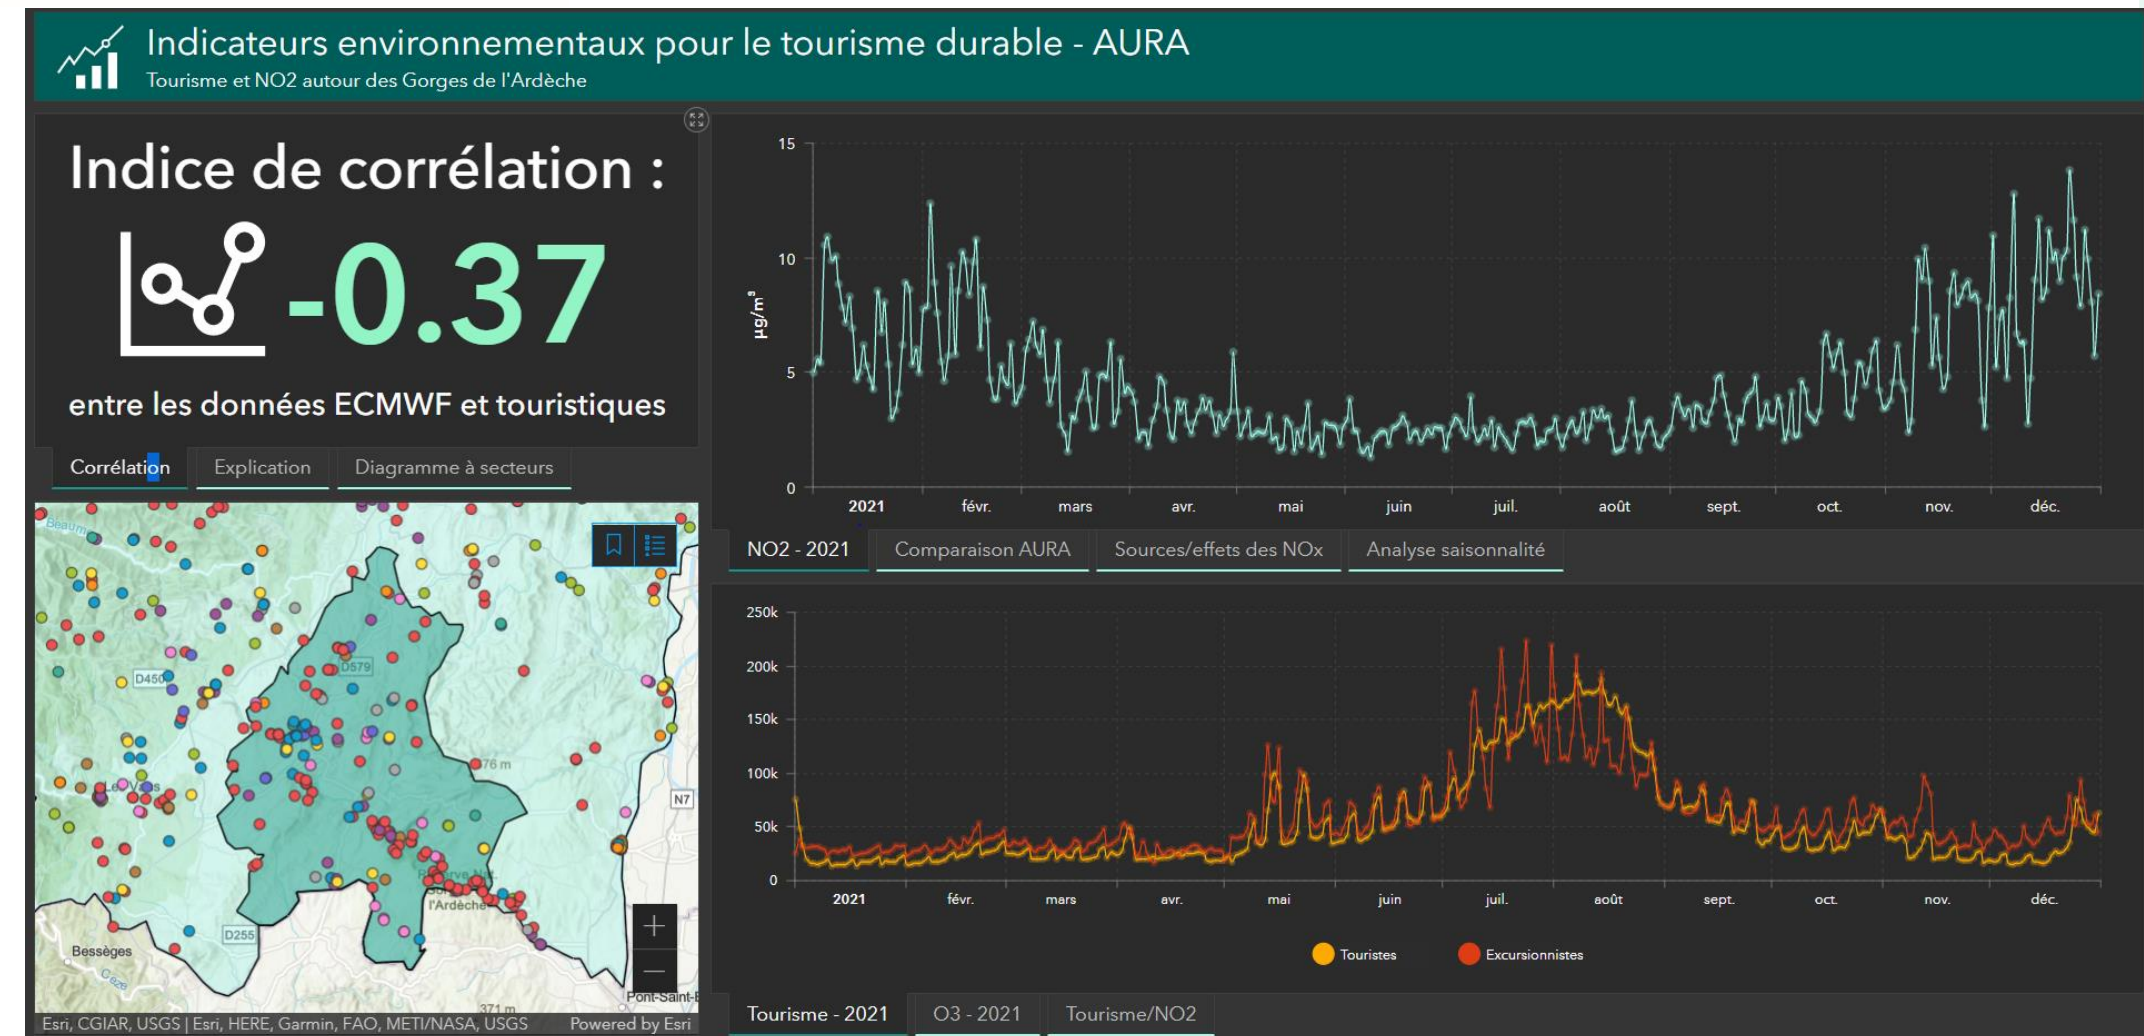 Indicateurs environnementaux pour le tourisme durable - AURA
Tourisme et NO2 autour des Gorges de l'Ardèche
Indice de corrélation :
-0.37
entre les données ECMWF et touristiques
Corrélation Explication Diagramme à secteurs
Beaume
D579
D450
376 m
N7
l'Ardèche
D255
Bessèges
Pont-Saint-E
371 m
Esri, CGIAR, USGS | Esri, HERE, Garmin, FAO, METI/NASA, USGS Powered by Esri
15
10
5
0
µg/m³
2021 févr. mars avr. mai juin juil. août sept. oct. nov. déc.
NO2 - 2021 Comparaison AURA Sources/effets des NOx Analyse saisonnalité
250k
200k
150k
100k
50k
0
2021 févr. mars avr. mai juin juil. août sept. oct. nov. déc.
Touristes Excursionnistes
Tourisme - 2021 O3 - 2021 Tourisme/NO2